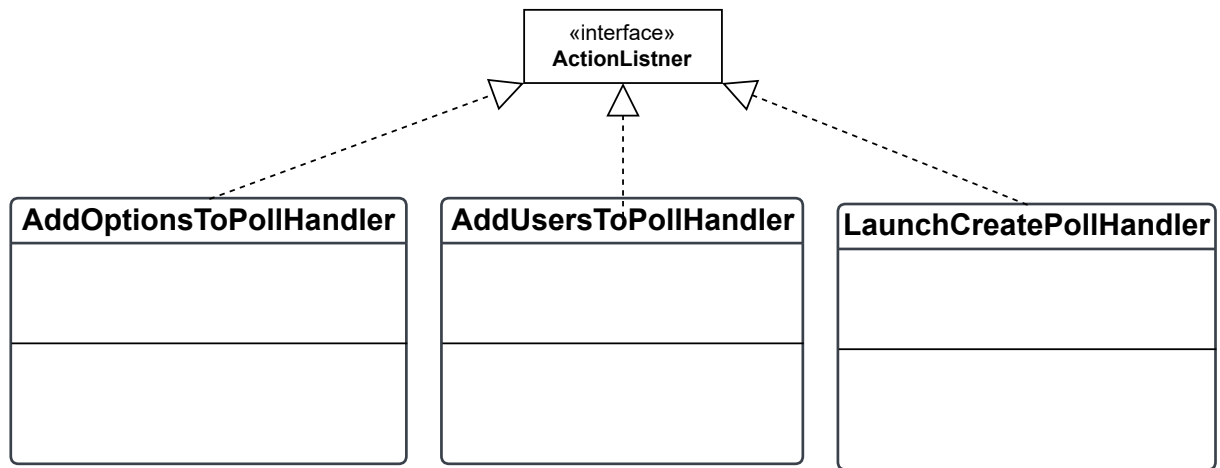 «interface»
ActionListner
AddOptionsToPollHandler
AddUsersToPollHandler
LaunchCreatePollHandler